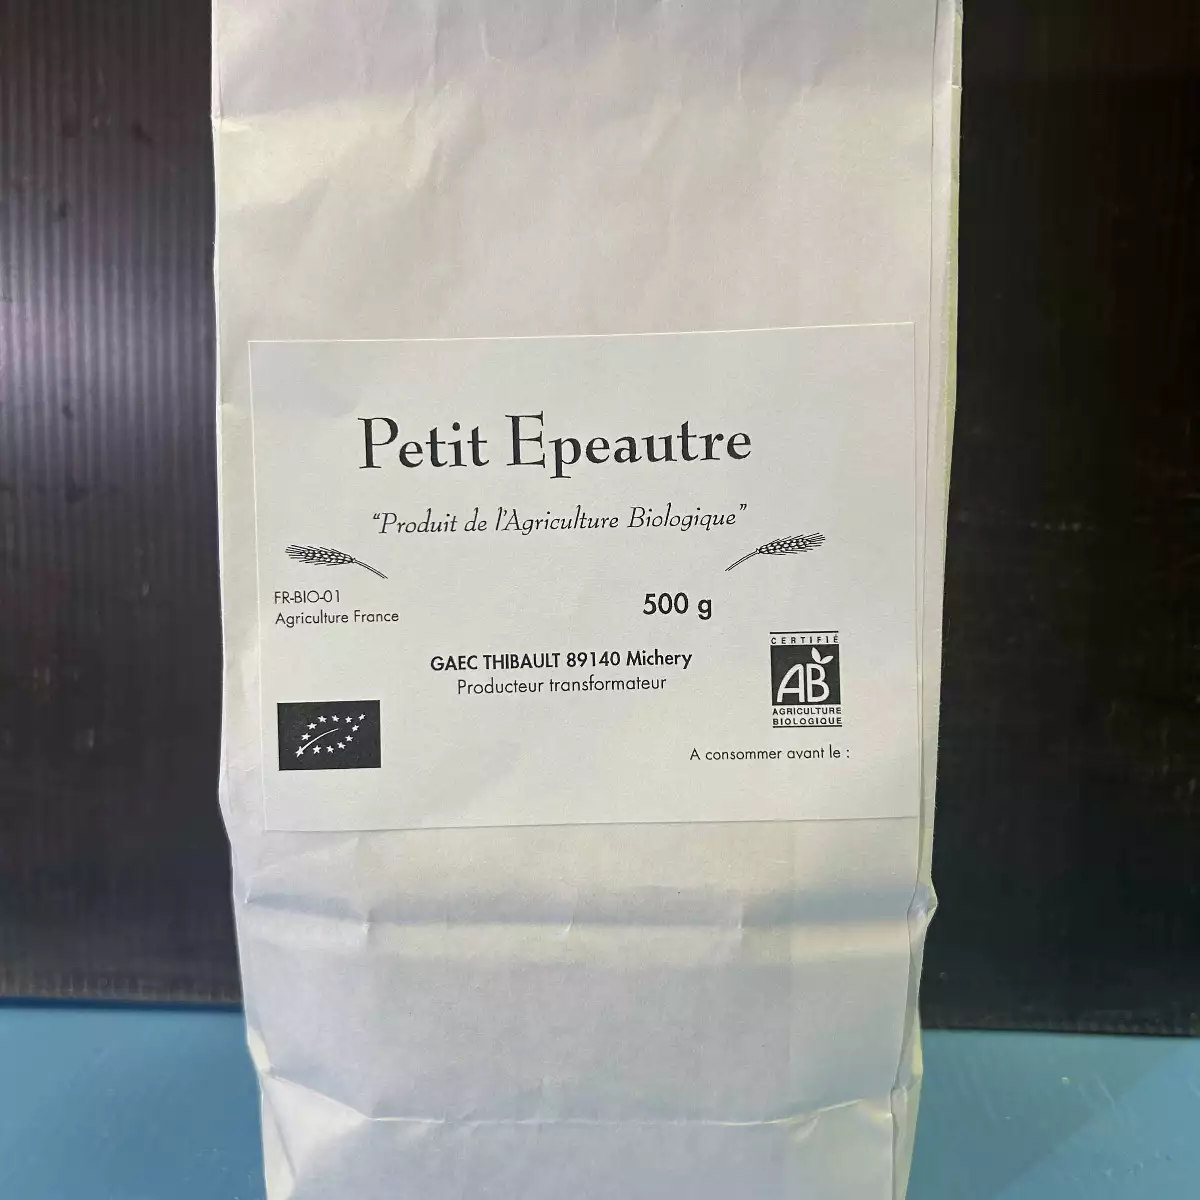 Petit Epeautre
“Produit de l’Agriculture Biologique”
FR-BIO-01
Agriculture France
500 g
GAEC THIBAULT 89140 Michery
Producteur transformateur
CERTIFIÉ
AB
AGRICULTURE
BIOLOGIQUE
A consommer avant le :